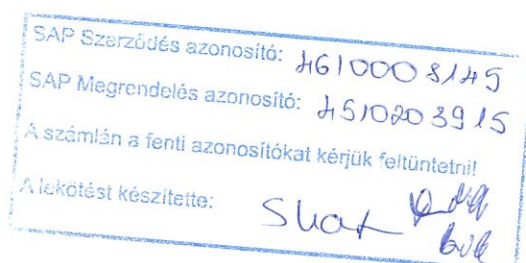 SAP Szerződés azonosító: 4610008145
SAP Megrendelés azonosító: 4510203915
A számlán a fenti azonosítókat kérjük feltüntetni!
A lekötést készítette: